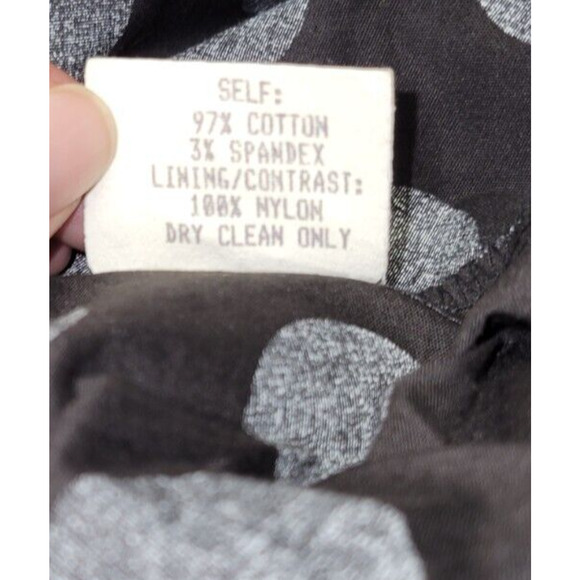 SELF:
97% COTTON
3% SPANDEX
LINING/CONTRAST:
100% NYLON
DRY CLEAN ONLY